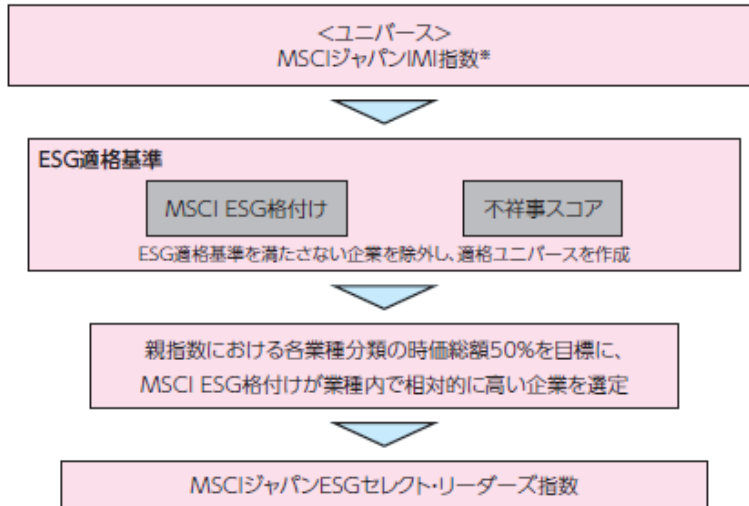 <ユニバース>
MSCIジャパンIMI指数※
ESG適格基準
MSCI ESG格付け
不祥事スコア
ESG適格基準を満たさない企業を除外し、適格ユニバースを作成
親指数における各業種分類の時価総額50%を目標に、
MSCI ESG格付けが業種内で相対的に高い企業を選定
MSCIジャパンESGセレクト・リーダーズ指数